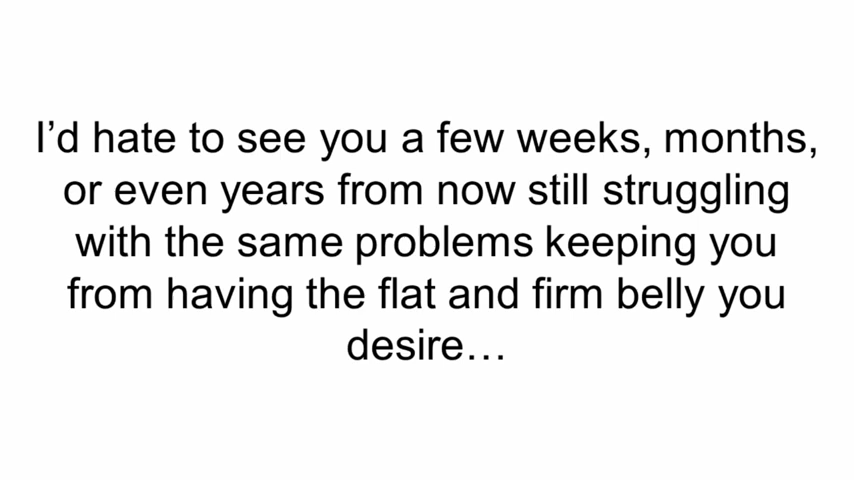 I’d hate to see you a few weeks, months,
or even years from now still struggling
with the same problems keeping you
from having the flat and firm belly you
desire…